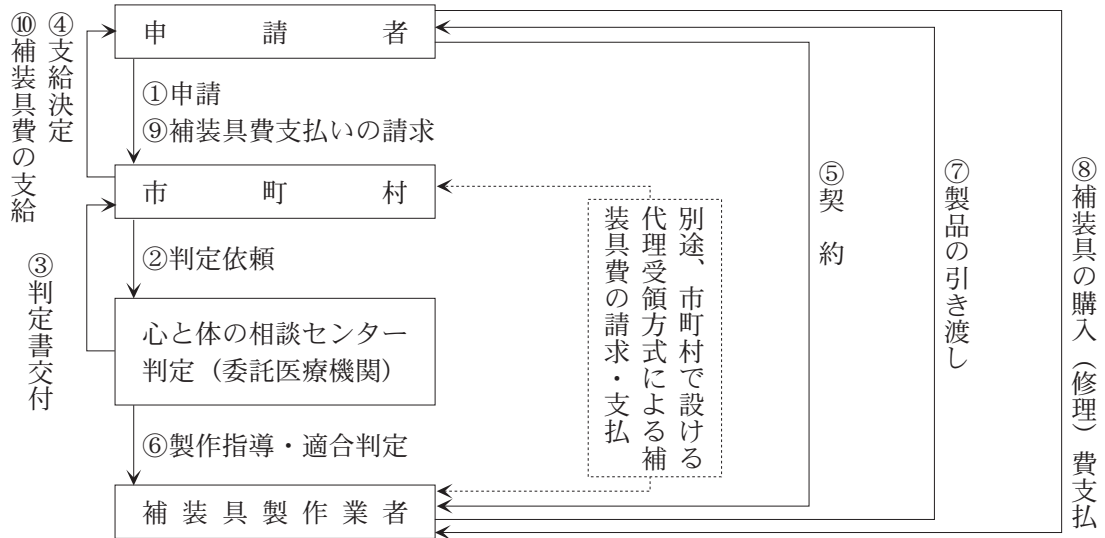 申請者
①申請
⑨補装具費支払いの請求
④支給決定
⑩補装具費の支給
市町村
②判定依頼
③判定書交付
心と体の相談センター
判定（委託医療機関）
⑥製作指導・適合判定
補装具製作業者
別途、市町村で設ける
代理受領方式による補
装具費の請求・支払
⑤契約
⑦製品の引き渡し
⑧補装具の購入（修理）費支払